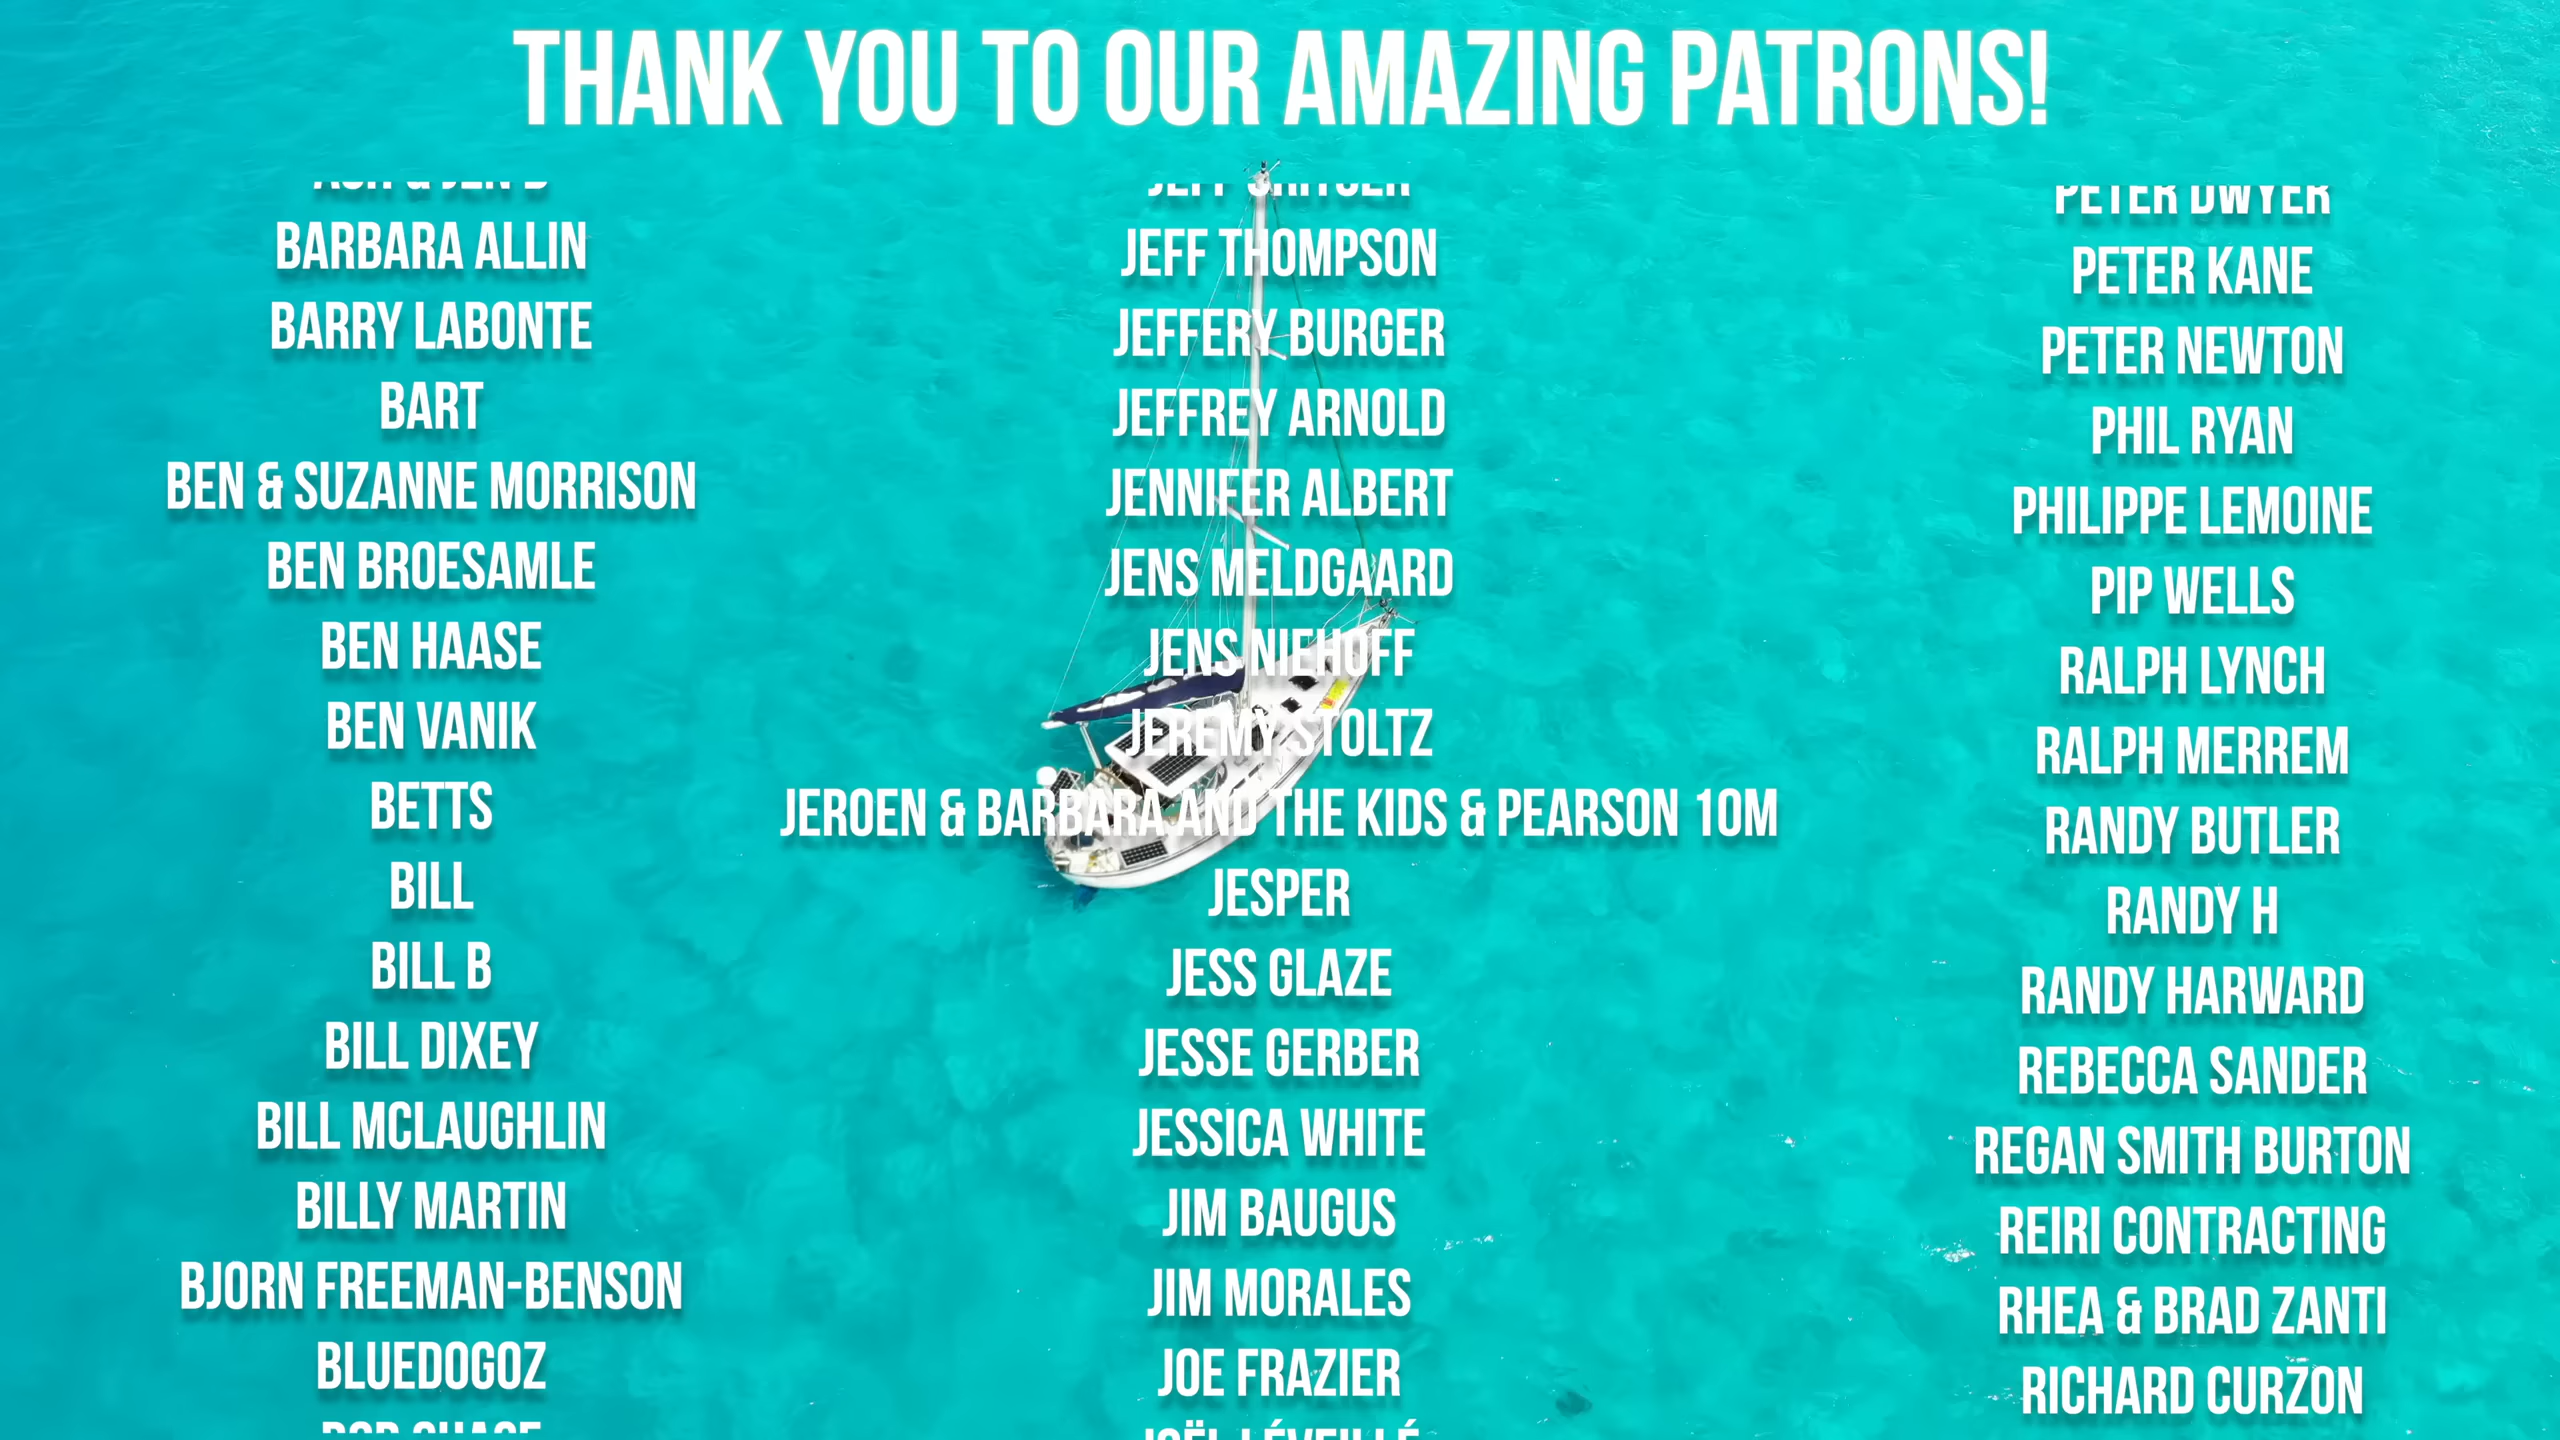 THANK YOU TO OUR AMAZING PATRONS!
BARBARA ALLIN
BARRY LABONTE
BART
BEN & SUZANNE MORRISON
BEN BROESAMLE
BEN HAASE
BEN VANIK
BETTS
BILL
BILL B
BILL DIXEY
BILL MCLAUGHLIN
BILLY MARTIN
BJORN FREEMAN-BENSON
BLUEDOGOZ
JEFF THOMPSON
JEFFERY BURGER
JEFFREY ARNOLD
JENNIFER ALBERT
JENS MELDGAARD
JENS NIEHOFF
JEREMY STOLTZ
JEROEN & BARBARA AND THE KIDS & PEARSON 10M
JESPER
JESS GLAZE
JESSE GERBER
JESSICA WHITE
JIM BAUGUS
JIM MORALES
JOE FRAZIER
PETER DWYER
PETER KANE
PETER NEWTON
PHIL RYAN
PHILIPPE LEMOINE
PIP WELLS
RALPH LYNCH
RALPH MERREM
RANDY BUTLER
RANDY H
RANDY HARWARD
REBECCA SANDER
REGAN SMITH BURTON
REIRI CONTRACTING
RHEA & BRAD ZANTI
RICHARD CURZON